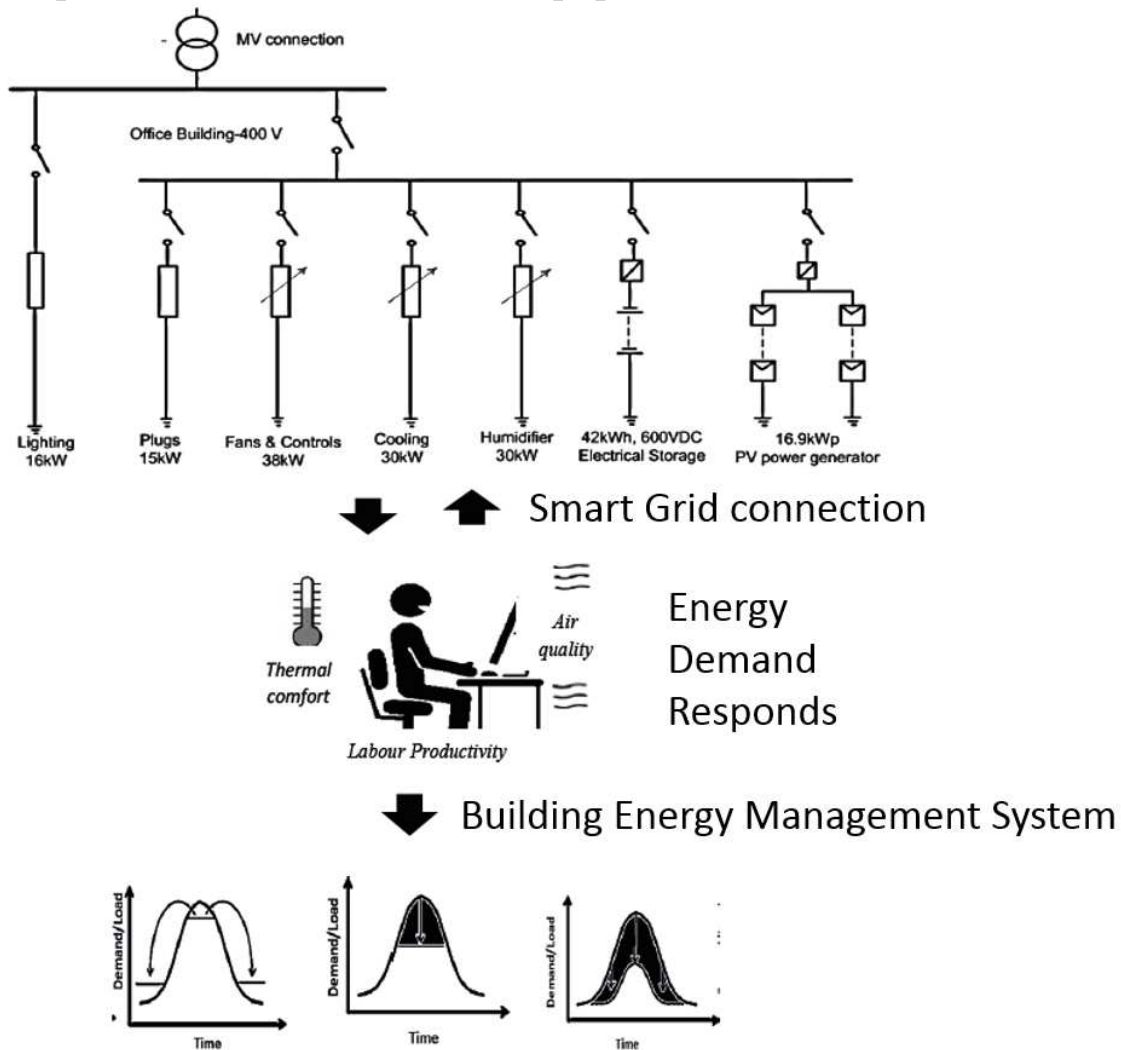 MV connection
Office Building-400 V
Lighting
16kW
Plugs
15kW
Fans & Controls
38kW
Cooling
30kW
Humidifier
30kW
42kWh, 600VDC
Electrical Storage
16.9kWp
PV power generator
Smart Grid connection
Thermal
comfort
Air
quality
Labour Productivity
Energy
Demand
Responds
Building Energy Management System
Demand/Load
Time
Demand/Load
Time
Demand/Load
Time